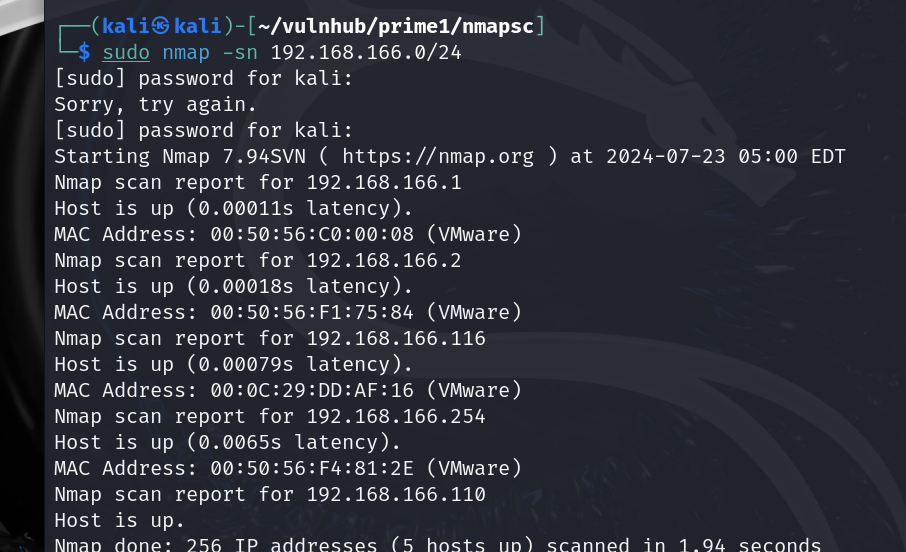 ┌──(kali㉿kali)-[~/vulnhub/prime1/nmapsc]
└─$ sudo nmap -sn 192.168.166.0/24
[sudo] password for kali:
Sorry, try again.
[sudo] password for kali:
Starting Nmap 7.94SVN ( https://nmap.org ) at 2024-07-23 05:00 EDT
Nmap scan report for 192.168.166.1
Host is up (0.00011s latency).
MAC Address: 00:50:56:C0:00:08 (VMware)
Nmap scan report for 192.168.166.2
Host is up (0.00018s latency).
MAC Address: 00:50:56:F1:75:84 (VMware)
Nmap scan report for 192.168.166.116
Host is up (0.00079s latency).
MAC Address: 00:0C:29:DD:AF:16 (VMware)
Nmap scan report for 192.168.166.254
Host is up (0.0065s latency).
MAC Address: 00:50:56:F4:81:2E (VMware)
Nmap scan report for 192.168.166.110
Host is up.
Nmap done: 256 IP addresses (5 hosts up) scanned in 1.94 seconds